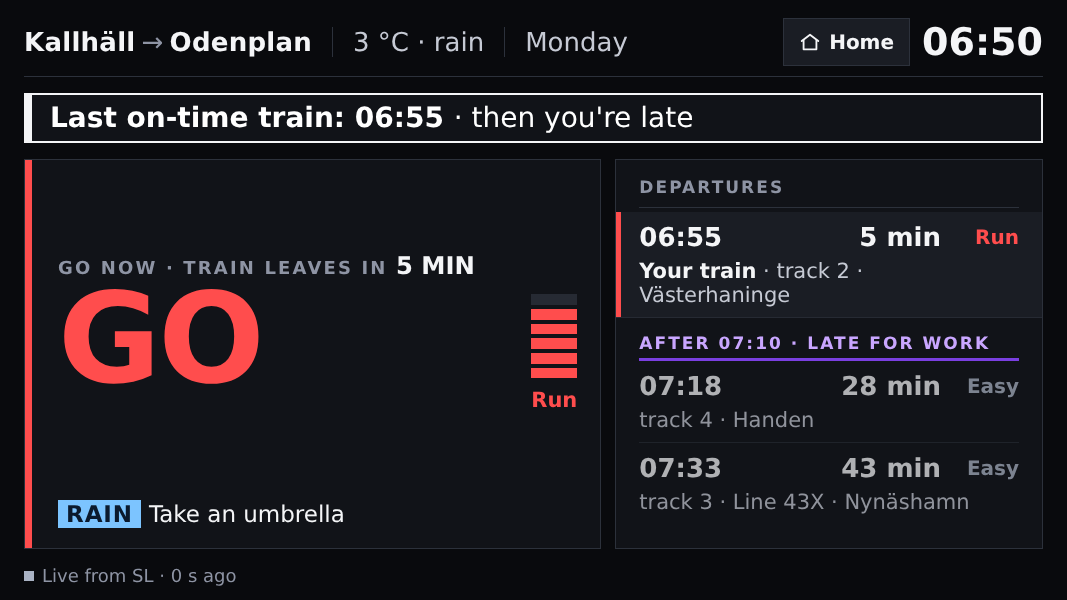 Kallhäll → Odenplan 3 °C · rain Monday Home 06:50
Last on-time train: 06:55 · then you're late
GO NOW · TRAIN LEAVES IN 5 MIN
GO
Run
RAIN Take an umbrella
DEPARTURES
06:55 5 min Run
Your train · track 2 ·
Västerhaninge
AFTER 07:10 · LATE FOR WORK
07:18 28 min Easy
track 4 · Handen
07:33 43 min Easy
track 3 · Line 43X · Nynäshamn
Live from SL · 0 s ago